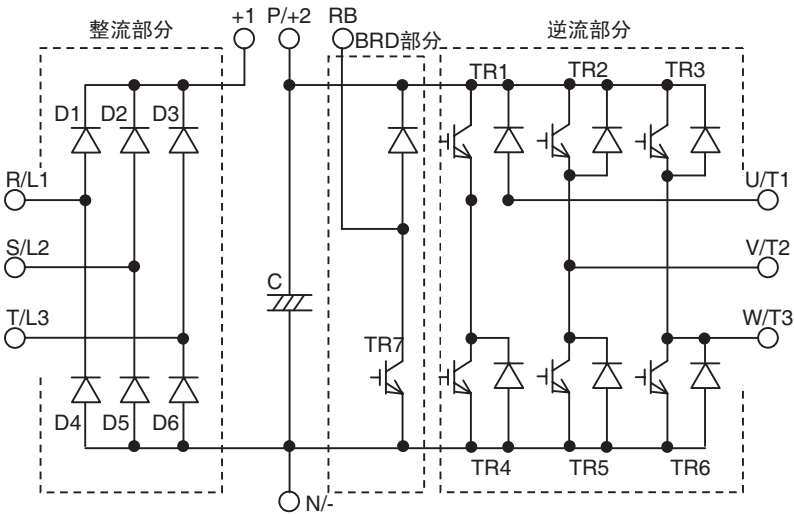 +1 P/+2 RB
整流部分
BRD部分
逆流部分
TR1 TR2 TR3
D1 D2 D3
R/L1
U/T1
S/L2
V/T2
C
T/L3
W/T3
TR7
D4 D5 D6
TR4 TR5 TR6
N/-